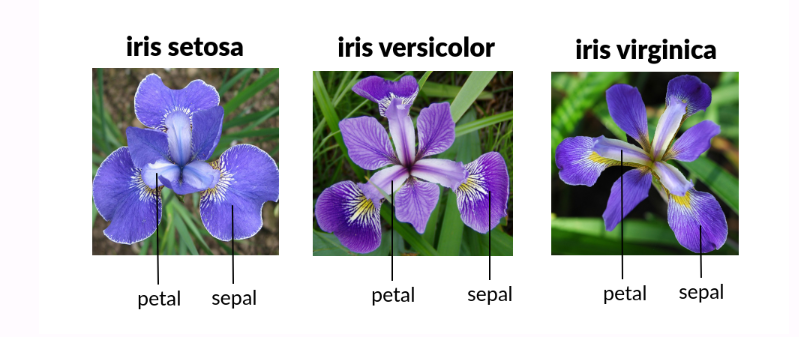 iris setosa
iris versicolor
iris virginica
petal
sepal
petal
sepal
petal
sepal